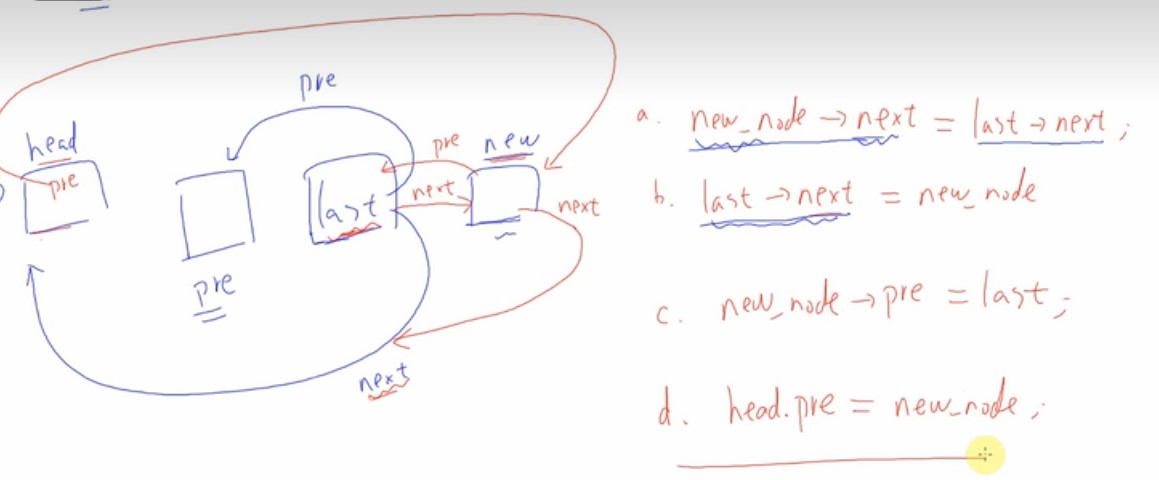 pre
head
pre
pre
new
last
next
next
pre
next
a. new_node → next = last → next ;
b. last → next = new_node
c. new_node → pre = last ;
d. head.pre = new_node ;